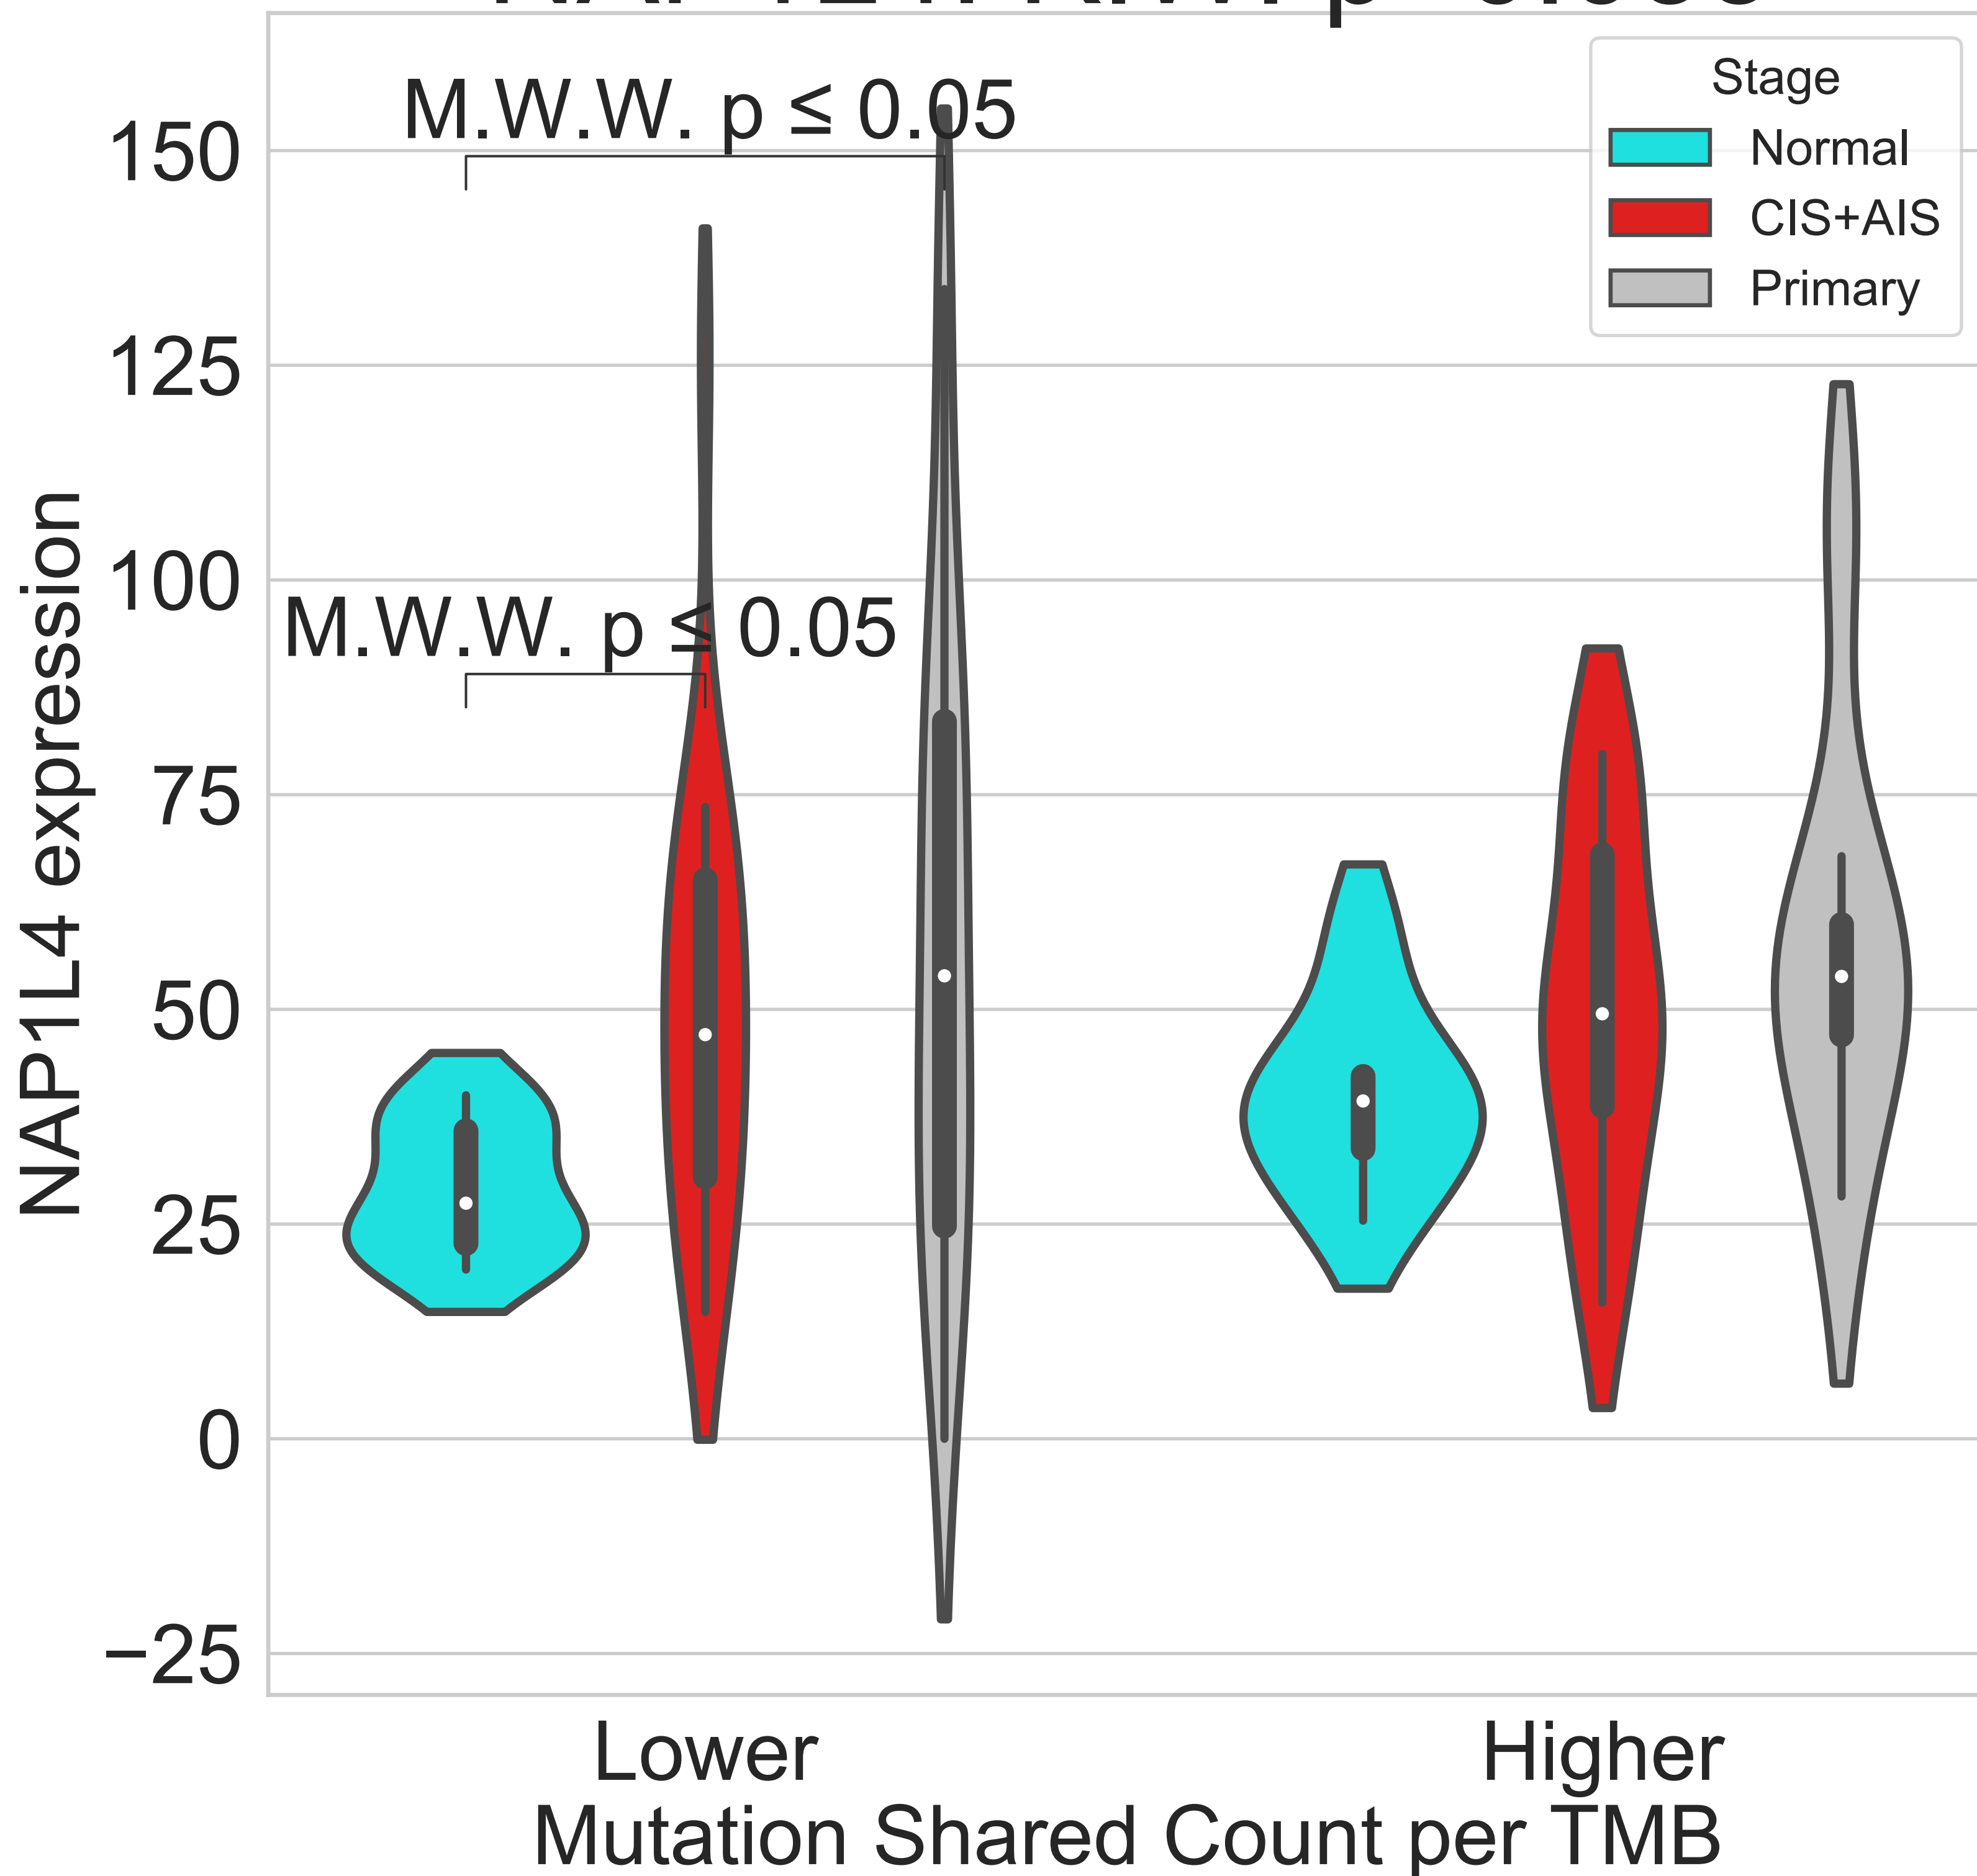 M.W.W. p ≤ 0.05
M.W.W. p ≤ 0.05
Stage
Normal
CIS+AIS
Primary
NAP1L4 expression
150
125
100
75
50
25
0
−25
Lower
Higher
Mutation Shared Count per TMB